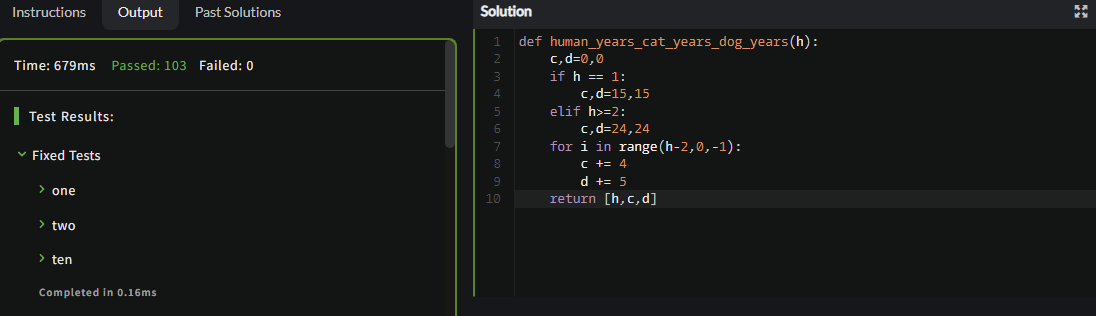 Instructions Output Past Solutions
Time: 679ms Passed: 103 Failed: 0
Test Results:
Fixed Tests
one
two
ten
Completed in 0.16ms
Solution
1 def human_years_cat_years_dog_years(h):
2     c,d=0,0
3     if h == 1:
4         c,d=15,15
5     elif h>=2:
6         c,d=24,24
7     for i in range(h-2,0,-1):
8         c += 4
9         d += 5
10     return [h,c,d]